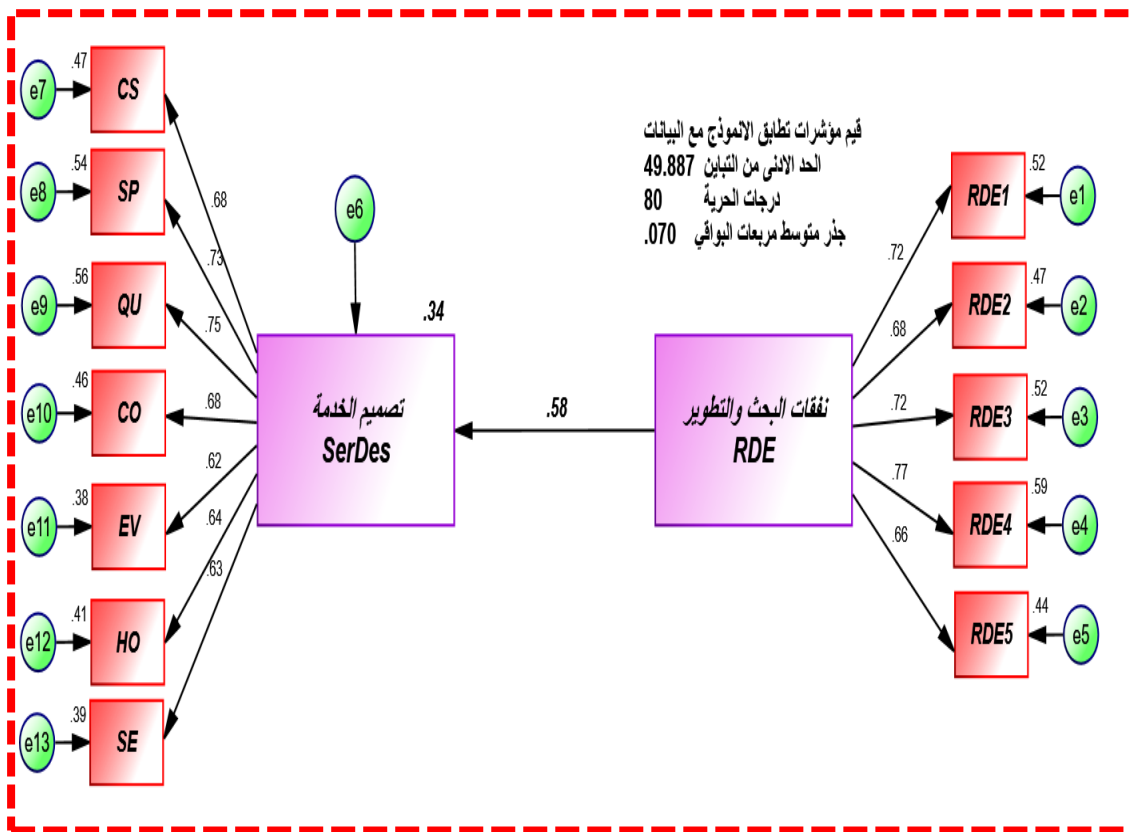 قيم مؤشرات تطابق الانموذج مع البيانات
الحد الادنى من التباين 49.887
درجات الحرية 80
جذر متوسط مربعات البواقي .070
e7
.47
CS
e8
.54
SP
e9
.56
QU
e10
.46
CO
e11
.38
EV
e12
.41
HO
e13
.39
SE
.68
.73
.75
.68
.62
.64
.63
e6
.34
تصميم الخدمة
SerDes
.58
نفقات البحث والتطوير
RDE
.72
.68
.72
.77
.66
RDE1
.52
e1
RDE2
.47
e2
RDE3
.52
e3
RDE4
.59
e4
RDE5
.44
e5